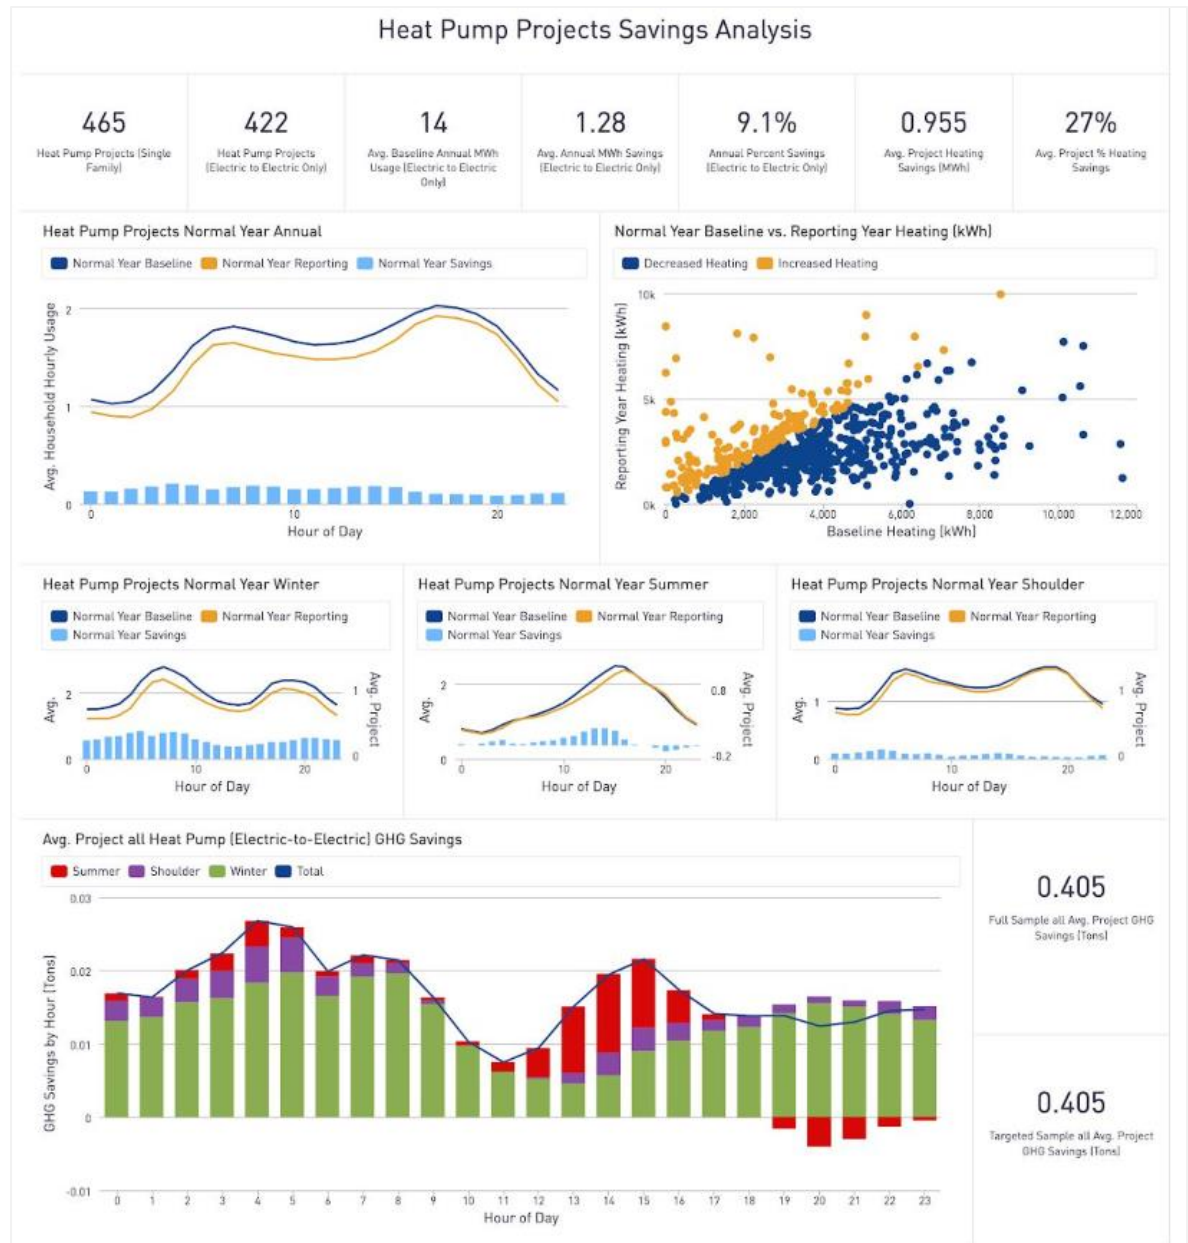 Heat Pump Projects Savings Analysis
465
Heat Pump Projects (Single
Family)
422
Heat Pump Projects
(Electric to Electric Only)
14
Avg. Baseline Annual MWh
Usage (Electric to Electric
Only)
1.28
Avg. Annual MWh Savings
(Electric to Electric Only)
9.1%
Annual Percent Savings
(Electric to Electric Only)
0.955
Avg. Project Heating
Savings (MWh)
27%
Avg. Project % Heating
Savings
Heat Pump Projects Normal Year Annual
Normal Year Baseline Normal Year Reporting Normal Year Savings
Avg. Household Hourly Usage
2
1
0
0 10 20
Hour of Day
Normal Year Baseline vs. Reporting Year Heating (kWh)
Decreased Heating Increased Heating
Reporting Year Heating (kWh)
10k
5k
0k
0 2,000 4,000 6,000 8,000 10,000 12,000
Baseline Heating (kWh)
Heat Pump Projects Normal Year Winter
Normal Year Baseline Normal Year Reporting
Normal Year Savings
Avg.
2
0
1
0
Avg. Project
0 10 20
Hour of Day
Heat Pump Projects Normal Year Summer
Normal Year Baseline Normal Year Reporting
Normal Year Savings
Avg.
2
0
0.8
-0.2
Avg. Project
0 10 20
Hour of Day
Heat Pump Projects Normal Year Shoulder
Normal Year Baseline Normal Year Reporting
Normal Year Savings
Avg.
1
0
1
0
Avg. Project
0 10 20
Hour of Day
Avg. Project all Heat Pump (Electric-to-Electric) GHG Savings
Summer Shoulder Winter Total
GHG Savings by Hour (Tons)
0.03
0.02
0.01
0
-0.01
0 1 2 3 4 5 6 7 8 9 10 11 12 13 14 15 16 17 18 19 20 21 22 23
Hour of Day
0.405
Full Sample all Avg. Project GHG
Savings (Tons)
0.405
Targeted Sample all Avg. Project
GHG Savings (Tons)